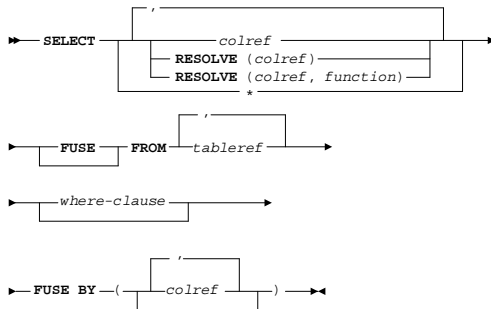 ,
SELECT colref
RESOLVE (colref)
RESOLVE (colref, function)
*
,
FUSE FROM tableref
where-clause
,
FUSE BY ( colref )